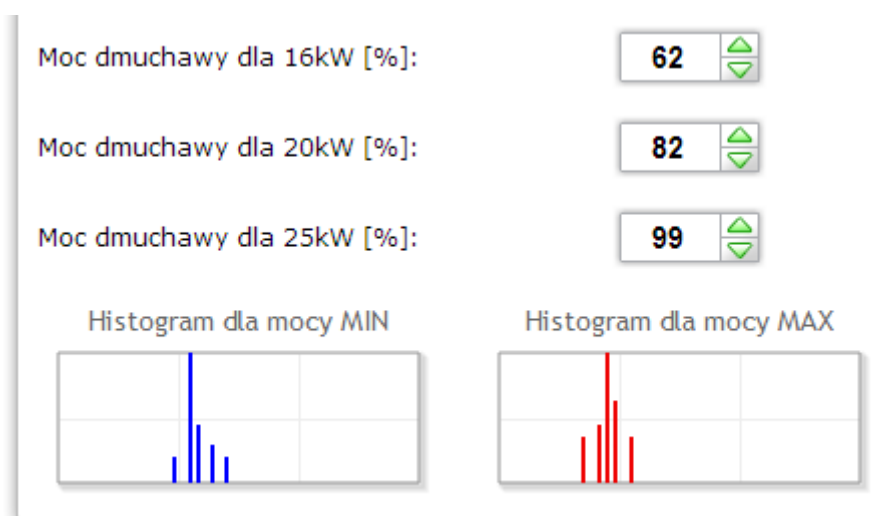 Moc dmuchawy dla 16kW [%]: 62
Moc dmuchawy dla 20kW [%]: 82
Moc dmuchawy dla 25kW [%]: 99
Histogram dla mocy MIN Histogram dla mocy MAX